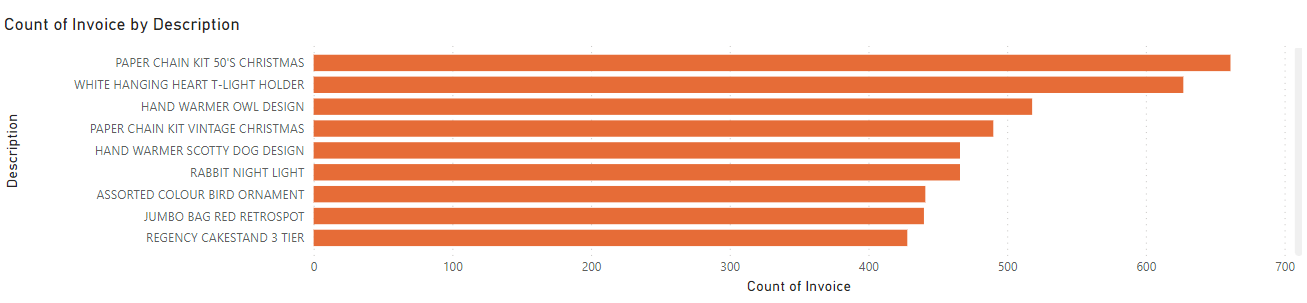 Count of Invoice by Description
Description
PAPER CHAIN KIT 50'S CHRISTMAS
WHITE HANGING HEART T-LIGHT HOLDER
HAND WARMER OWL DESIGN
PAPER CHAIN KIT VINTAGE CHRISTMAS
HAND WARMER SCOTTY DOG DESIGN
RABBIT NIGHT LIGHT
ASSORTED COLOUR BIRD ORNAMENT
JUMBO BAG RED RETROSPOT
REGENCY CAKESTAND 3 TIER
0 100 200 300 400 500 600 700
Count of Invoice